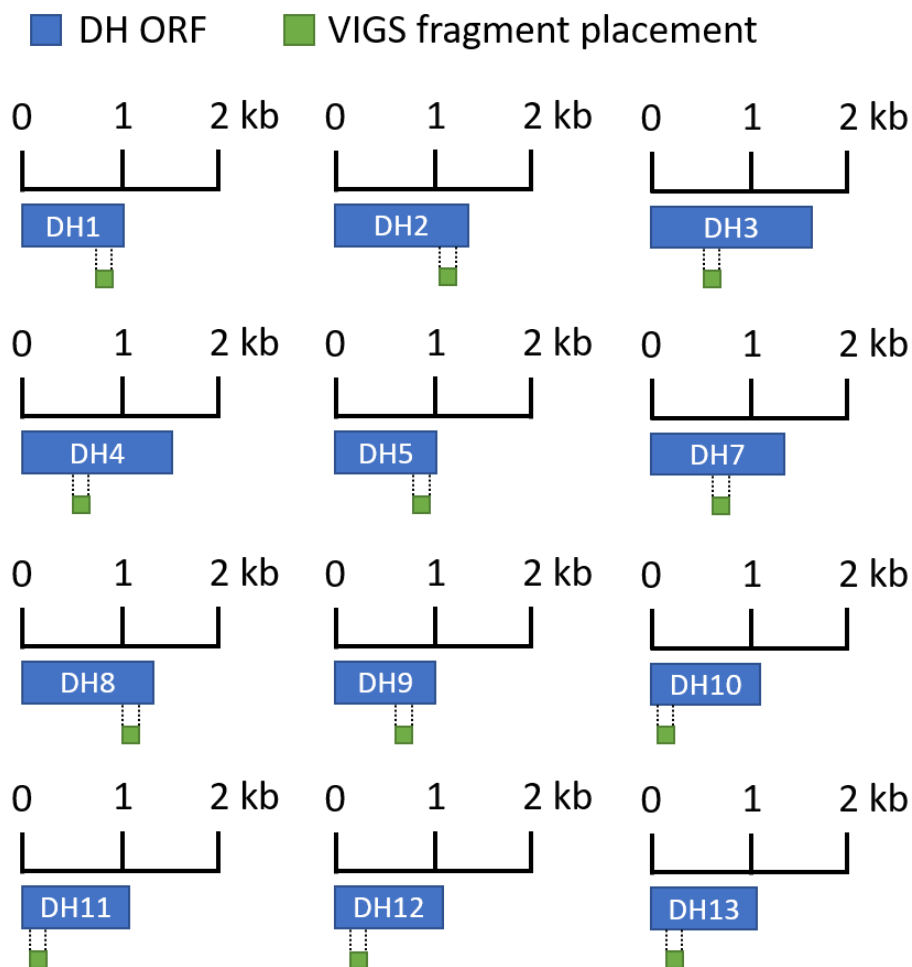 DH ORF VIGS fragment placement
0 1 2 kb 0 1 2 kb 0 1 2 kb
DH1 DH2 DH3
0 1 2 kb 0 1 2 kb 0 1 2 kb
DH4 DH5 DH7
0 1 2 kb 0 1 2 kb 0 1 2 kb
DH8 DH9 DH10
0 1 2 kb 0 1 2 kb 0 1 2 kb
DH11 DH12 DH13